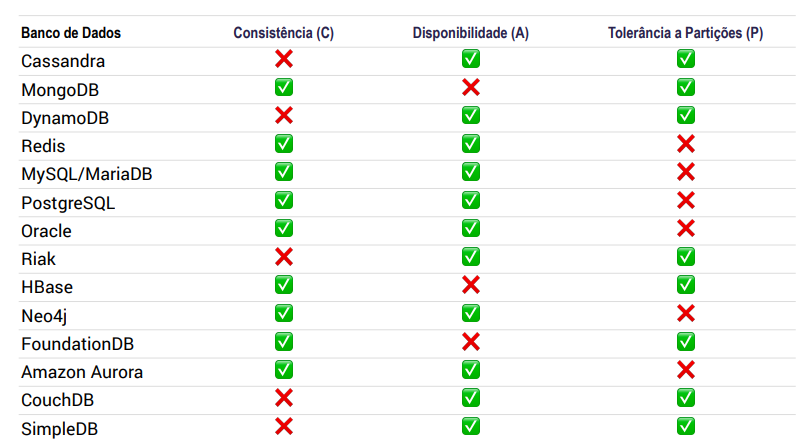 Banco de Dados Consistência (C) Disponibilidade (A) Tolerância a Partições (P)
Cassandra ❌ ✅ ✅
MongoDB ✅ ❌ ✅
DynamoDB ❌ ✅ ✅
Redis ✅ ✅ ❌
MySQL/MariaDB ✅ ✅ ❌
PostgreSQL ✅ ✅ ❌
Oracle ✅ ✅ ❌
Riak ❌ ✅ ✅
HBase ✅ ❌ ✅
Neo4j ✅ ✅ ❌
FoundationDB ✅ ❌ ✅
Amazon Aurora ✅ ✅ ❌
CouchDB ❌ ✅ ✅
SimpleDB ❌ ✅ ✅